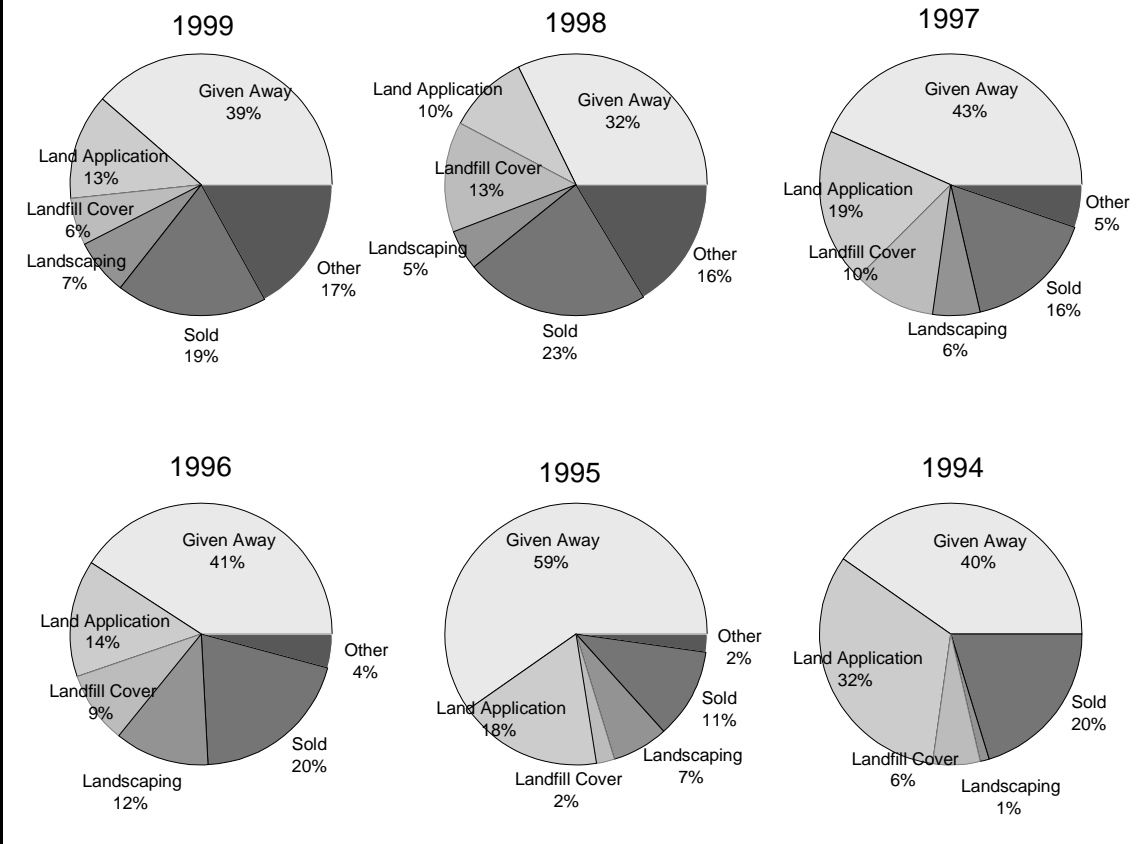 1999
Given Away
39%
Land Application
13%
Landfill Cover
6%
Landscaping
7%
Sold
19%
Other
17%
1998
Given Away
32%
Land Application
10%
Landfill Cover
13%
Landscaping
5%
Sold
23%
Other
16%
1997
Given Away
43%
Land Application
19%
Landfill Cover
10%
Landscaping
6%
Sold
16%
Other
5%
1996
Given Away
41%
Land Application
14%
Landfill Cover
9%
Landscaping
12%
Sold
20%
Other
4%
1995
Given Away
59%
Land Application
18%
Landfill Cover
2%
Landscaping
7%
Sold
11%
Other
2%
1994
Given Away
40%
Land Application
32%
Landfill Cover
6%
Landscaping
1%
Sold
20%